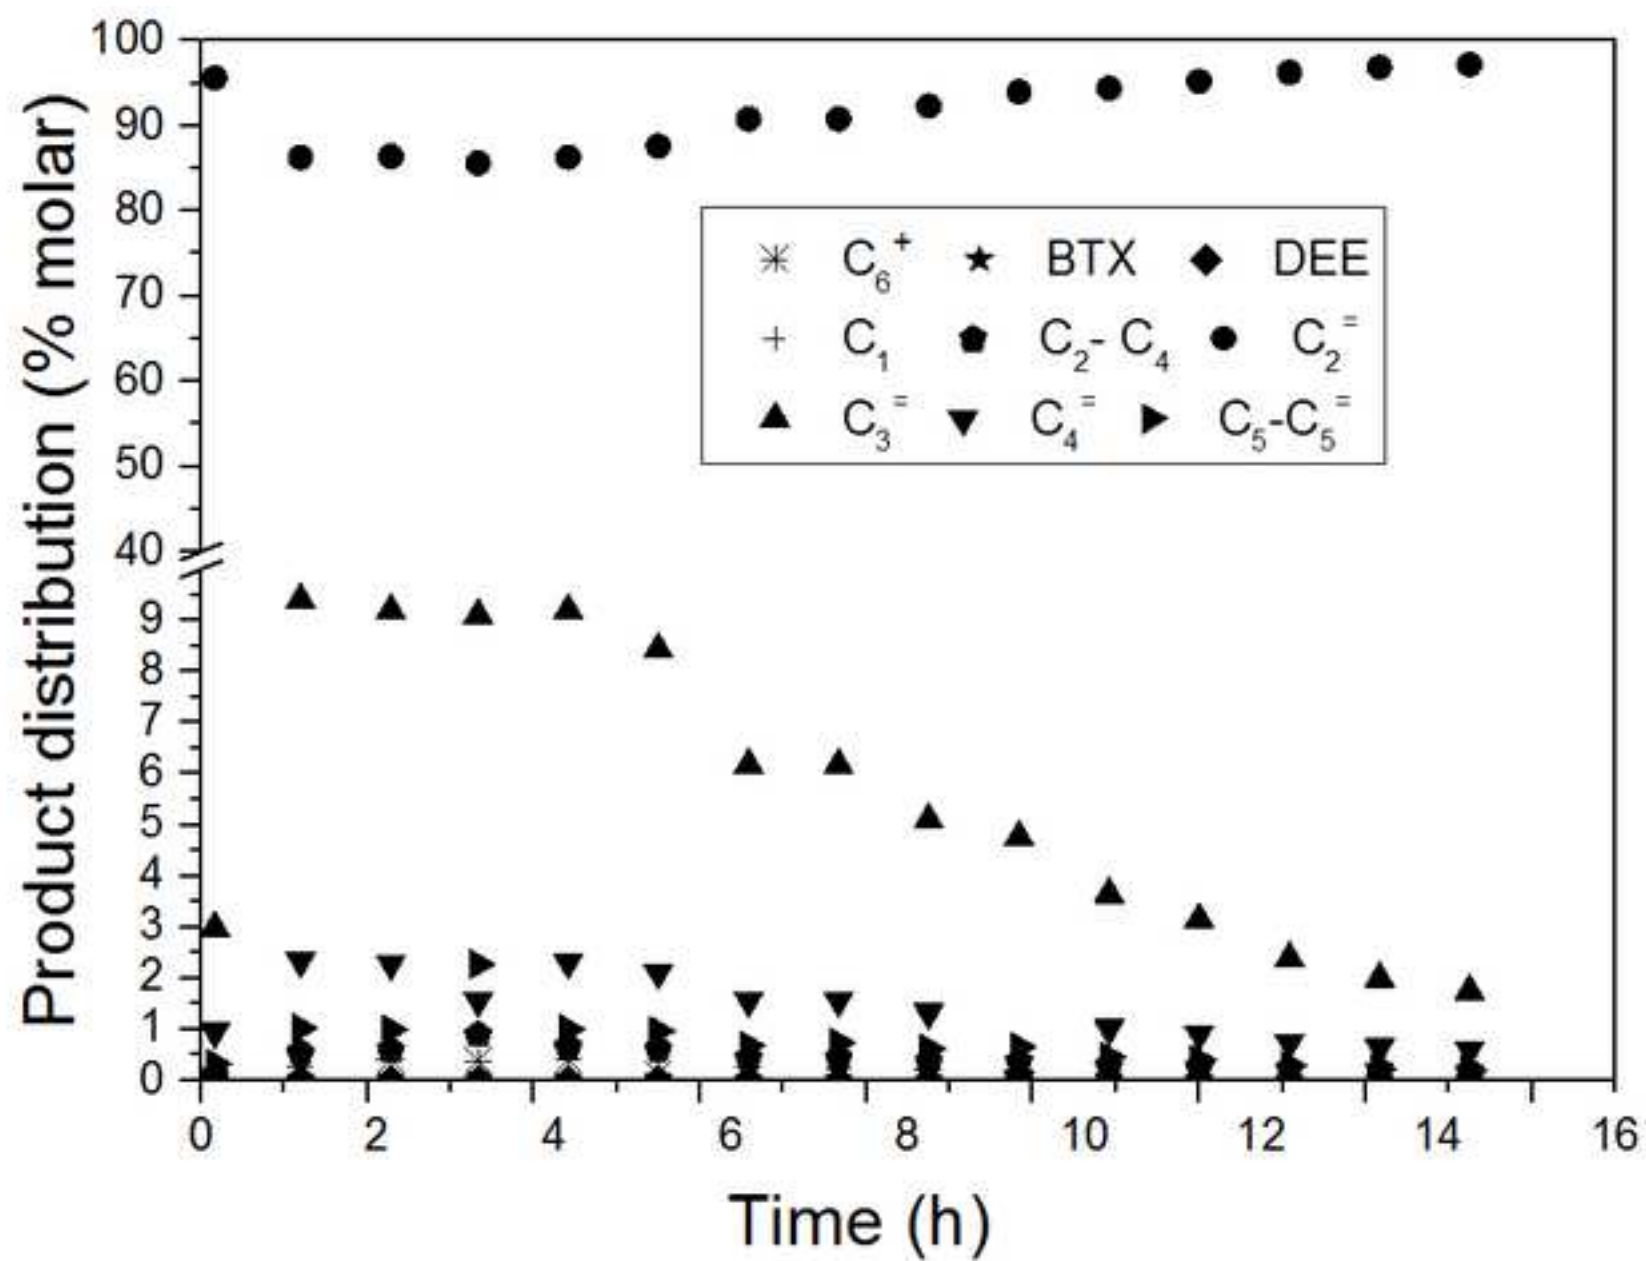 Product distribution (% molar)
100
90
80
70
60
50
40
9
8
7
6
5
4
3
2
1
0
C₆⁺ BTX DEE
C₁ C₂- C₄ C₂⁼
C₃⁼ C₄⁼ C₅-C₅⁼
0 2 4 6 8 10 12 14 16
Time (h)